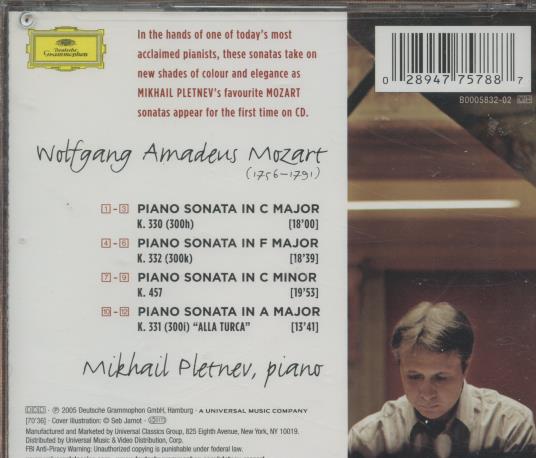 Deutsche
Grammophon
In the hands of one of today's most
acclaimed pianists, these sonatas take on
new shades of colour and elegance as
MIKHAIL PLETNEV's favourite MOZART
sonatas appear for the first time on CD.
0 28947 75788 7
B0005832-02 GH
Wolfgang Amadeus Mozart
(1756-1791)
1 - 3 PIANO SONATA IN C MAJOR
K. 330 (300h) [18'00]
4 - 6 PIANO SONATA IN F MAJOR
K. 332 (300k) [18'39]
7 - 9 PIANO SONATA IN C MINOR
K. 457 [19'53]
10 - 12 PIANO SONATA IN A MAJOR
K. 331 (300i) "ALLA TURCA" [13'41]
Mikhail Pletnev, piano
DDD · ℗ 2005 Deutsche Grammophon GmbH, Hamburg · A UNIVERSAL MUSIC COMPANY
[70'36] · Cover Illustration: © Seb Jarnot ·
Manufactured and Marketed by Universal Classics Group, 825 Eighth Avenue, New York, NY 10019.
Distributed by Universal Music & Video Distribution, Corp.
FBI Anti-Piracy Warning: Unauthorized copying is punishable under federal law.